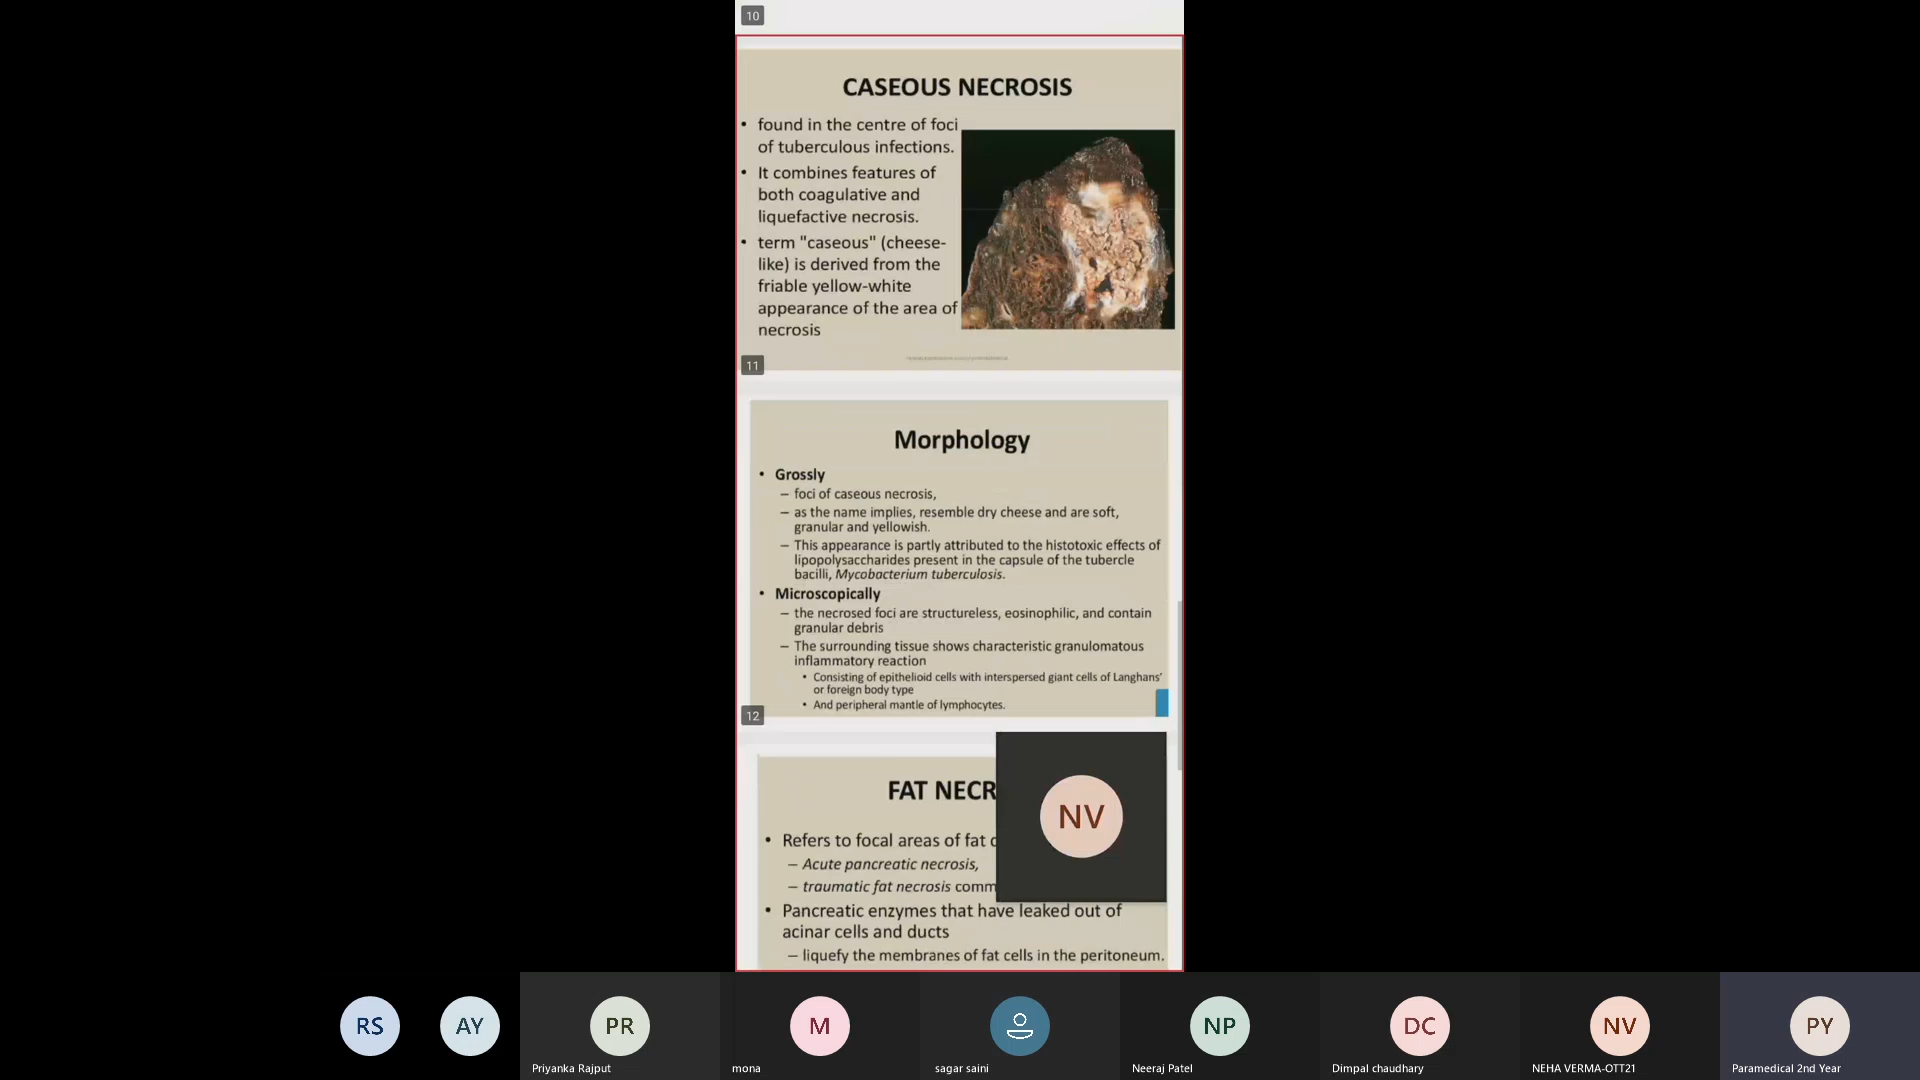 10
CASEOUS NECROSIS
• found in the centre of foci
of tuberculous infections.
• It combines features of
both coagulative and
liquefactive necrosis.
• term "caseous" (cheese-
like) is derived from the
friable yellow-white
appearance of the area of
necrosis
11
Morphology
• Grossly
– foci of caseous necrosis,
– as the name implies, resemble dry cheese and are soft,
granular and yellowish.
– This appearance is partly attributed to the histotoxic effects of
lipopolysaccharides present in the capsule of the tubercle
bacilli, Mycobacterium tuberculosis.
• Microscopically
– the necrosed foci are structureless, eosinophilic, and contain
granular debris
– The surrounding tissue shows characteristic granulomatous
inflammatory reaction
• Consisting of epithelioid cells with interspersed giant cells of Langhans'
or foreign body type
• And peripheral mantle of lymphocytes.
12
FAT NECR
• Refers to focal areas of fat
– Acute pancreatic necrosis,
– traumatic fat necrosis comm
• Pancreatic enzymes that have leaked out of
acinar cells and ducts
– liquefy the membranes of fat cells in the peritoneum.
NV
RS
AY
PR
M
NP
DC
NV
PY
Priyanka Rajput
mona
sagar saini
Neeraj Patel
Dimpal chaudhary
NEHA VERMA-OTT21
Paramedical 2nd Year